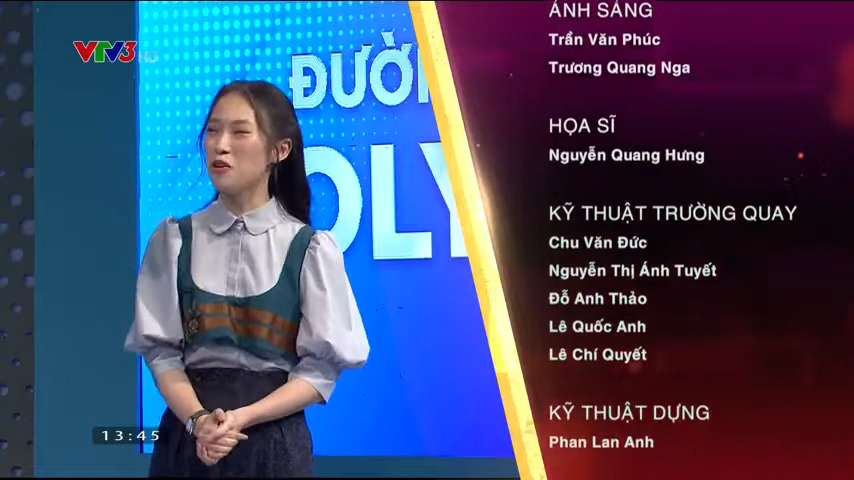 VTV3 HD
ĐƯỜ
OLY
13:45
ÁNH SÁNG
Trần Văn Phúc
Trương Quang Nga
HỌA SĨ
Nguyễn Quang Hưng
KỸ THUẬT TRƯỜNG QUAY
Chu Văn Đức
Nguyễn Thị Ánh Tuyết
Đỗ Anh Thảo
Lê Quốc Anh
Lê Chí Quyết
KỸ THUẬT DỰNG
Phan Lan Anh